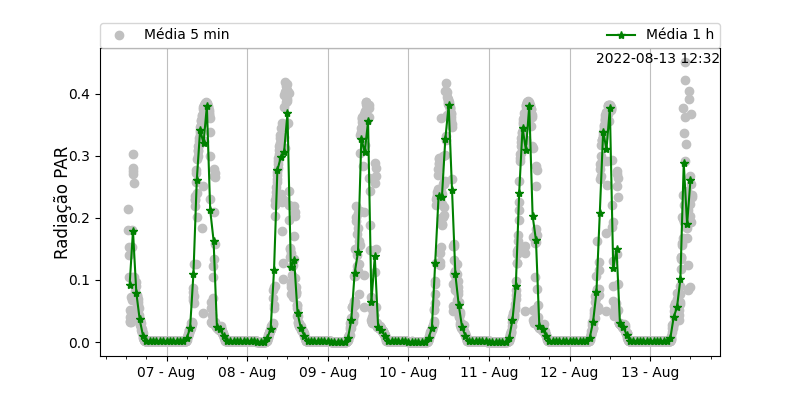 Média 5 min
Média 1 h
2022-08-13 12:32
Radiação PAR
0.4
0.3
0.2
0.1
0.0
07 - Aug
08 - Aug
09 - Aug
10 - Aug
11 - Aug
12 - Aug
13 - Aug